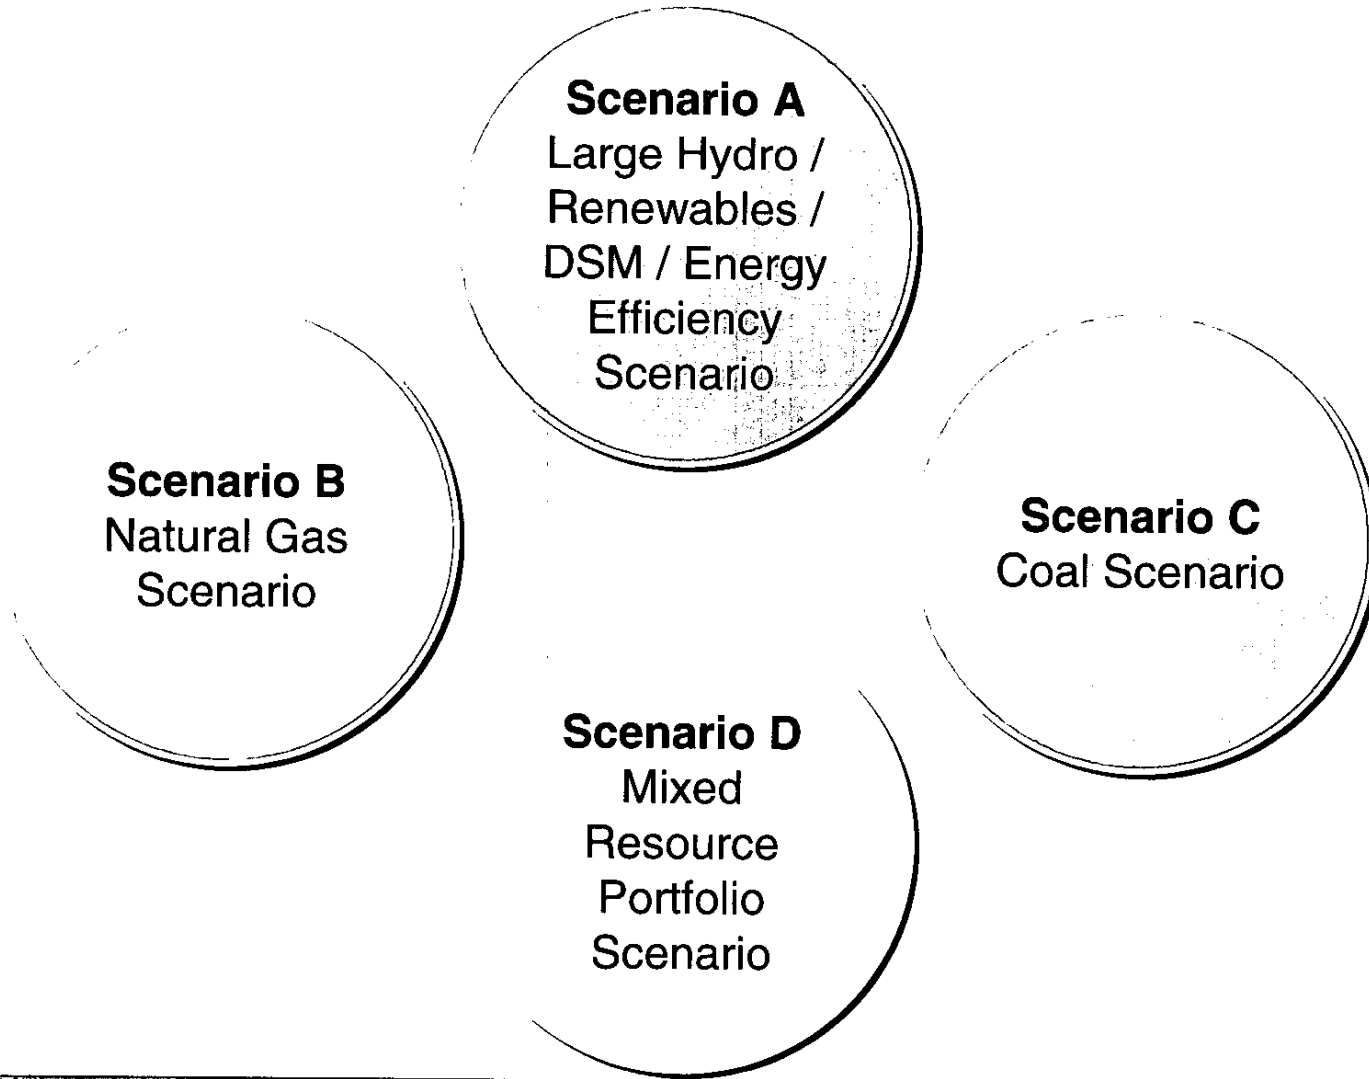 Scenario A
Large Hydro /
Renewables /
DSM / Energy
Efficiency
Scenario
Scenario B
Natural Gas
Scenario
Scenario C
Coal Scenario
Scenario D
Mixed
Resource
Portfolio
Scenario